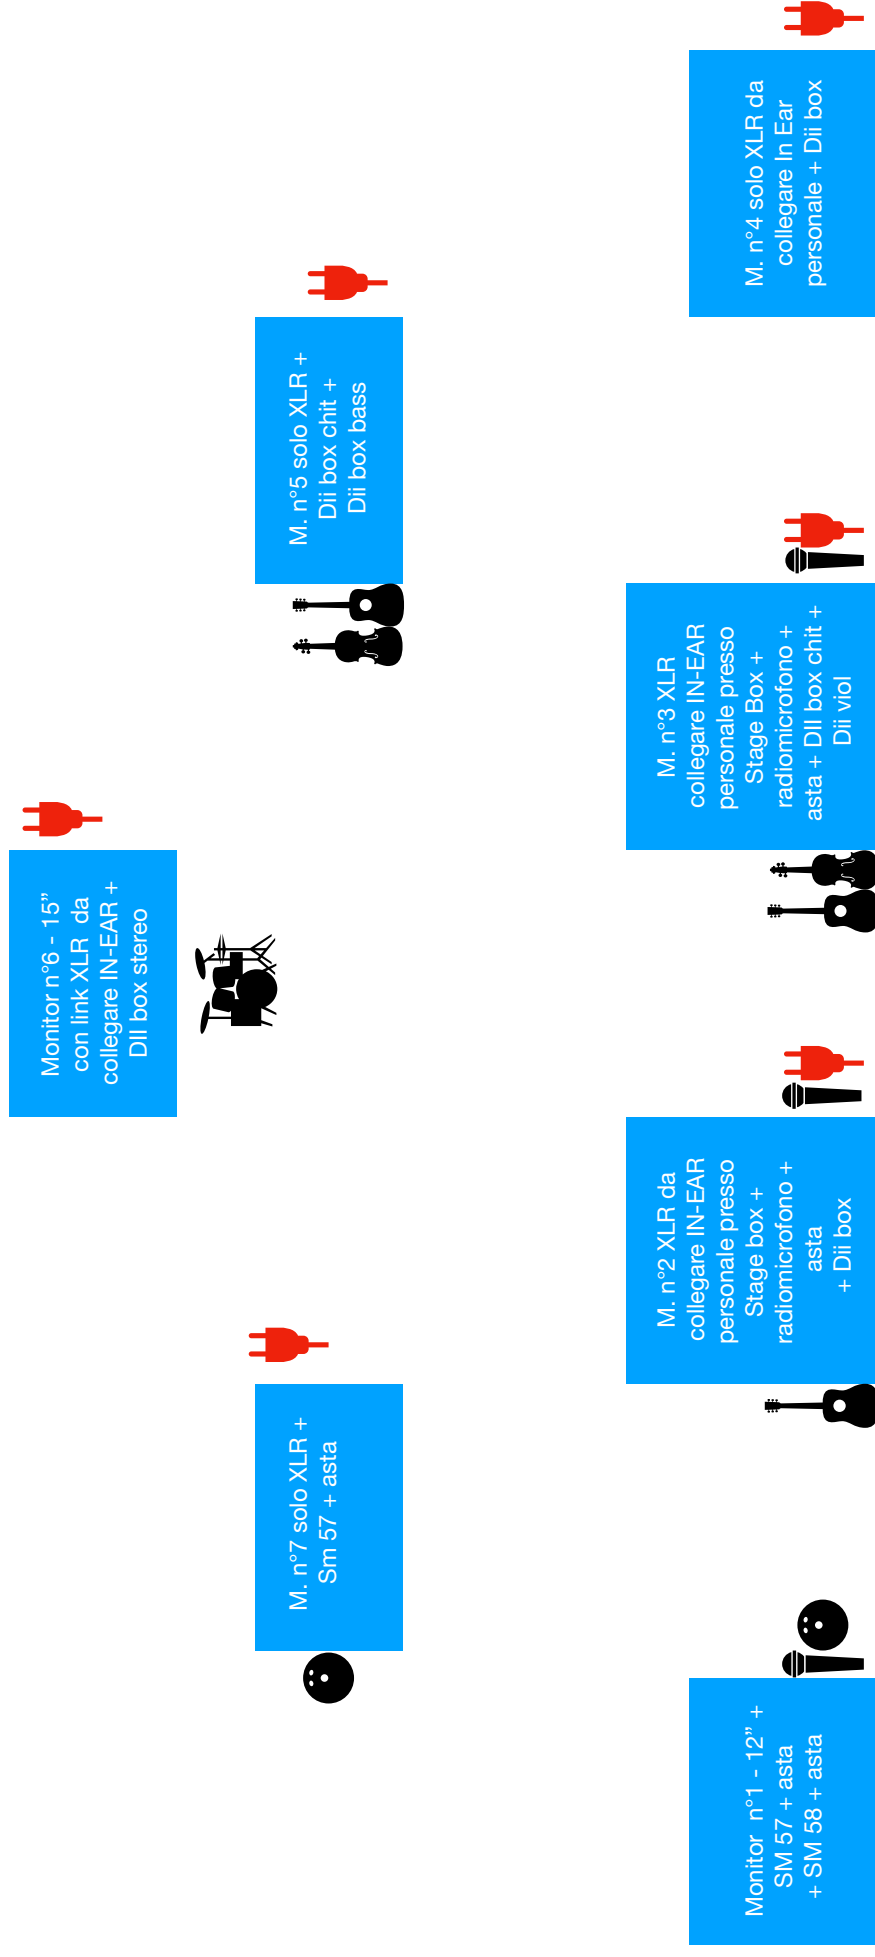 Monitor n°6 - 15”
con link XLR da
collegare IN-EAR +
DII box stereo
M. n°7 solo XLR +
Sm 57 + asta
M. n°5 solo XLR +
Dii box chit +
Dii box bass
Monitor n°1 - 12” +
SM 57 + asta
+ SM 58 + asta
M. n°2 XLR da
collegare IN-EAR
personale presso
Stage box +
radiomicrofono +
asta
+ Dii box
M. n°3 XLR
collegare IN-EAR
personale presso
Stage Box +
radiomicrofono +
asta + DII box chit +
Dii viol
M. n°4 solo XLR da
collegare In Ear
personale + Dii box